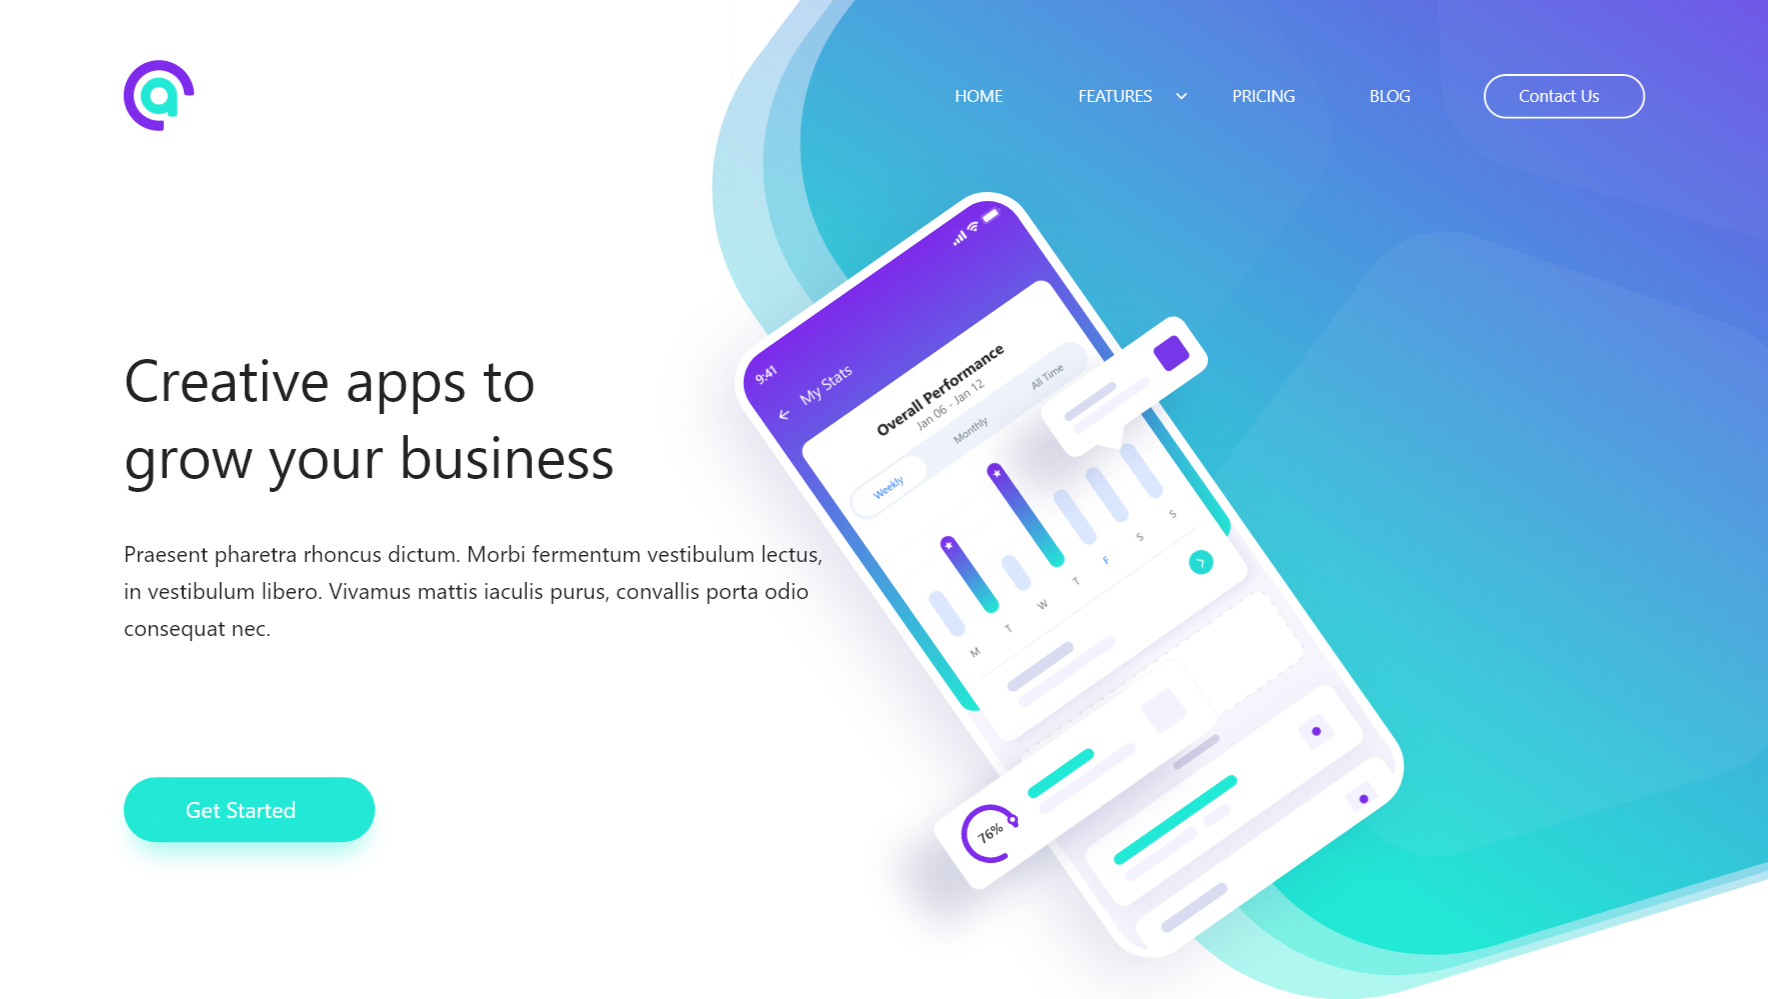 HOME
FEATURES
PRICING
BLOG
Contact Us
Creative apps to
grow your business
Praesent pharetra rhoncus dictum. Morbi fermentum vestibulum lectus,
in vestibulum libero. Vivamus mattis iaculis purus, convallis porta odio
consequat nec.
Get Started
9:41
My Stats
Overall Performance
Jan 06 - Jan 12
Weekly
Monthly
All Time
M
T
W
T
F
S
S
76%